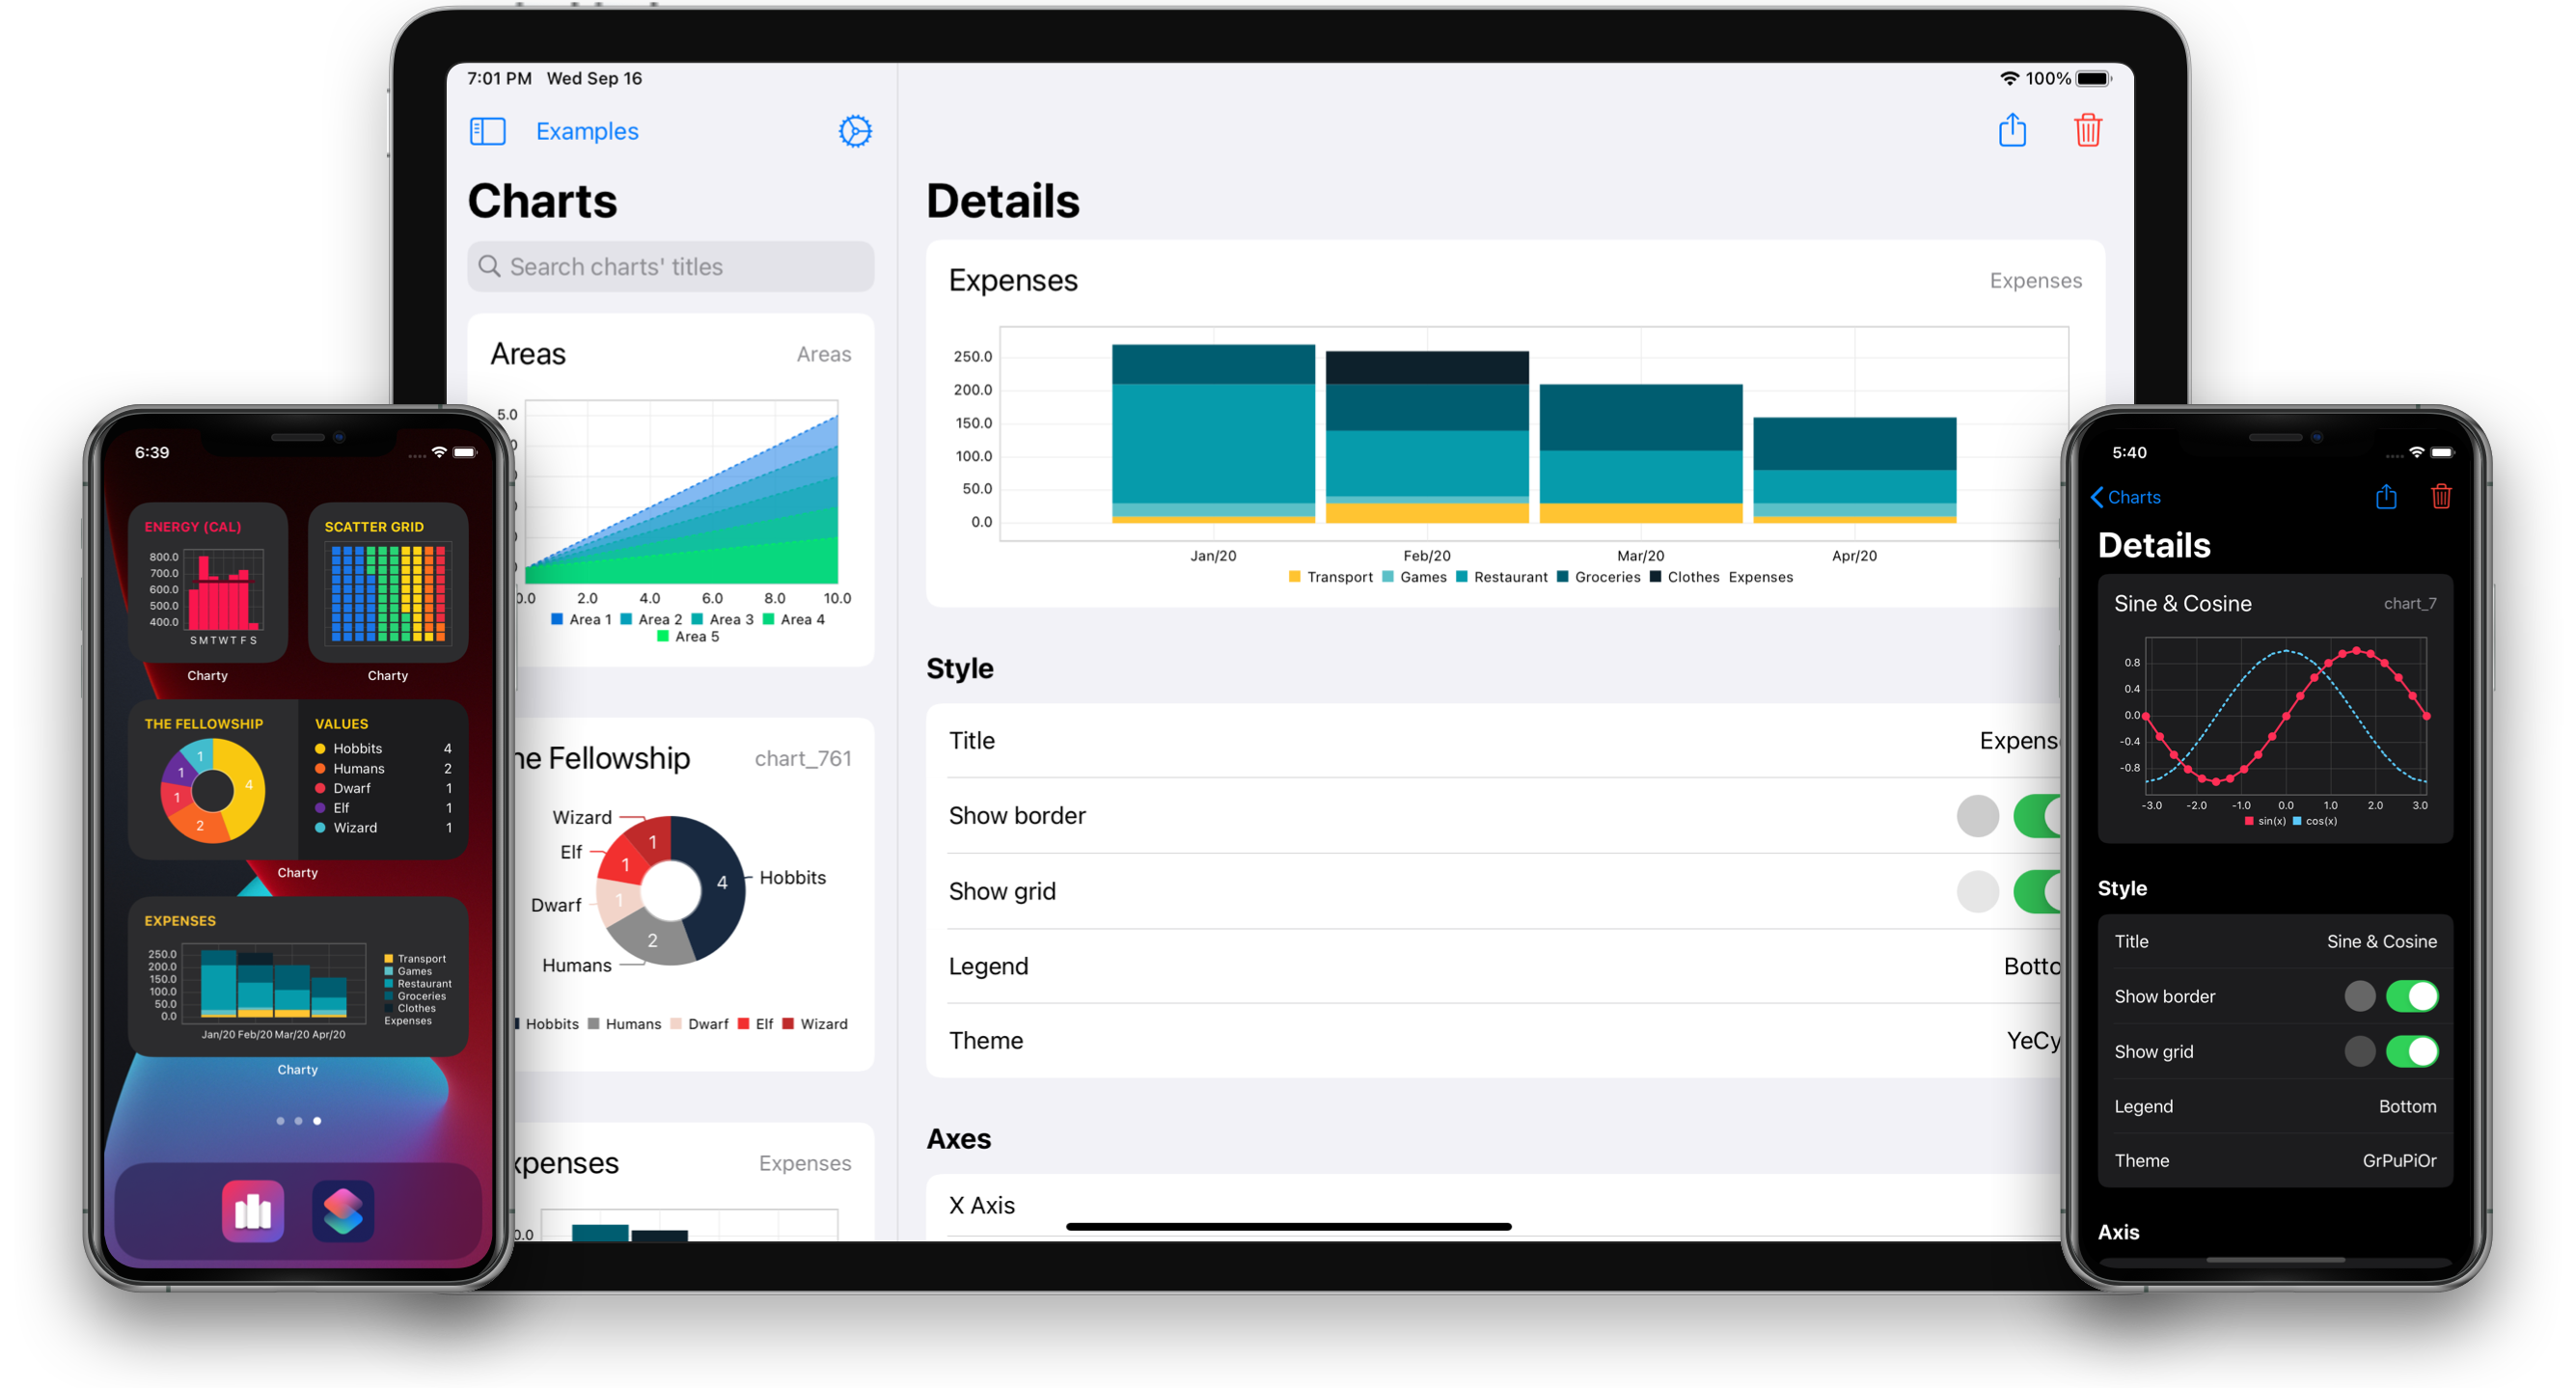 7:01 PM Wed Sep 16
100%
Examples
Charts
Search charts' titles
Areas Areas
5.0
0.0 2.0 4.0 6.0 8.0 10.0
Area 1 Area 2 Area 3 Area 4
Area 5
he Fellowship chart_761
Wizard
Elf
Dwarf
Humans
Hobbits
1
1
1
2
4
Hobbits Humans Dwarf Elf Wizard
xpenses Expenses
0.0
Details
Expenses Expenses
250.0
200.0
150.0
100.0
50.0
0.0
Jan/20 Feb/20 Mar/20 Apr/20
Transport Games Restaurant Groceries Clothes Expenses
Style
Title Expens
Show border
Show grid
Legend Botto
Theme YeCy
Axes
X Axis
6:39
ENERGY (CAL)
800.0
700.0
600.0
500.0
400.0
S M T W T F S
Charty
SCATTER GRID
Charty
THE FELLOWSHIP
1
1
1
2
4
VALUES
Hobbits 4
Humans 2
Dwarf 1
Elf 1
Wizard 1
Charty
EXPENSES
250.0
200.0
150.0
100.0
50.0
0.0
Jan/20 Feb/20 Mar/20 Apr/20
Transport
Games
Restaurant
Groceries
Clothes
Expenses
Charty
5:40
Charts
Details
Sine & Cosine chart_7
0.8
0.4
0.0
-0.4
-0.8
-3.0 -2.0 -1.0 0.0 1.0 2.0 3.0
sin(x) cos(x)
Style
Title Sine & Cosine
Show border
Show grid
Legend Bottom
Theme GrPuPiOr
Axis